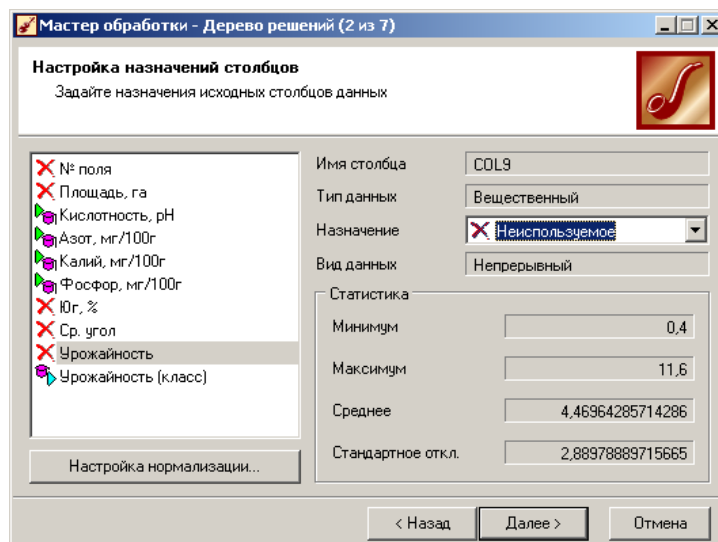 Мастер обработки - Дерево решений (2 из 7)
Настройка назначений столбцов
Задайте назначения исходных столбцов данных
№ поля
Площадь, га
Кислотность, pH
Азот, мг/100г
Калий, мг/100г
Фосфор, мг/100г
Юг, %
Ср. угол
Урожайность
Урожайность (класс)
Настройка нормализации...
Имя столбца COL9
Тип данных Вещественный
Назначение Неиспользуемое
Вид данных Непрерывный
Статистика
Минимум 0,4
Максимум 11,6
Среднее 4,46964285714286
Стандартное откл. 2,88978889715665
< Назад Далее > Отмена